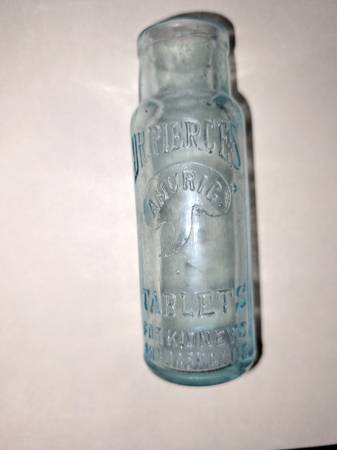 DR. PIERCE'S
ANURIC
TABLETS
FOR KIDNEYS